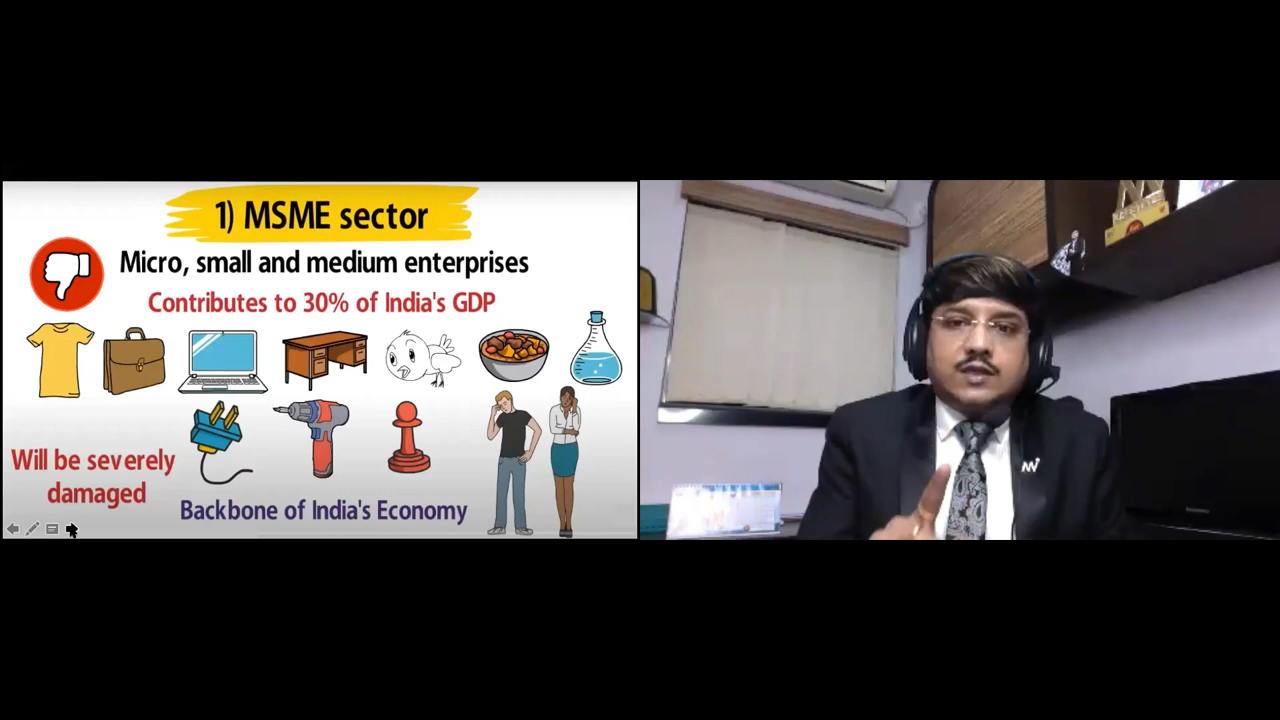 1) MSME sector
Micro, small and medium enterprises
Contributes to 30% of India's GDP
Will be severely
damaged
Backbone of India's Economy